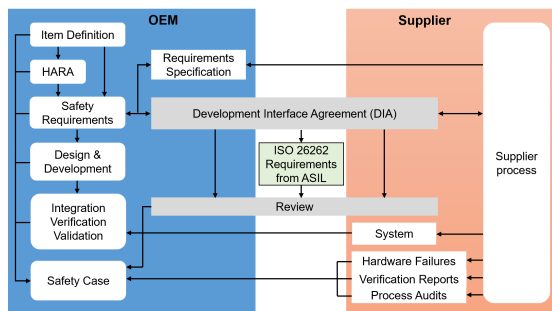 OEM
Supplier
Item Definition
HARA
Safety
Requirements
Design &
Development
Integration
Verification
Validation
Safety Case
Requirements
Specification
Development Interface Agreement (DIA)
ISO 26262
Requirements
from ASIL
Review
System
Hardware Failures
Verification Reports
Process Audits
Supplier
process